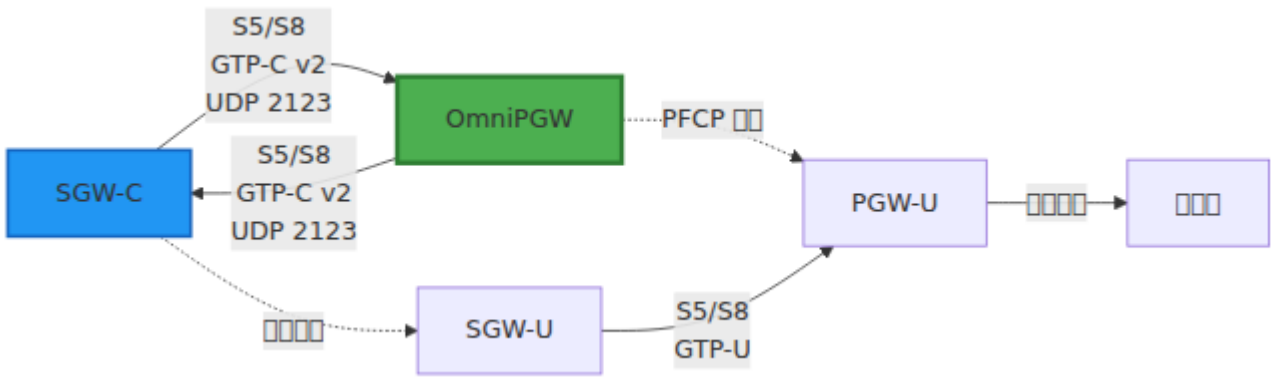 S5/S8
GTP-C v2
UDP 2123
OmniPGW
PFCP
S5/S8
GTP-C v2
UDP 2123
SGW-C
PGW-U
SGW-U
S5/S8
GTP-U